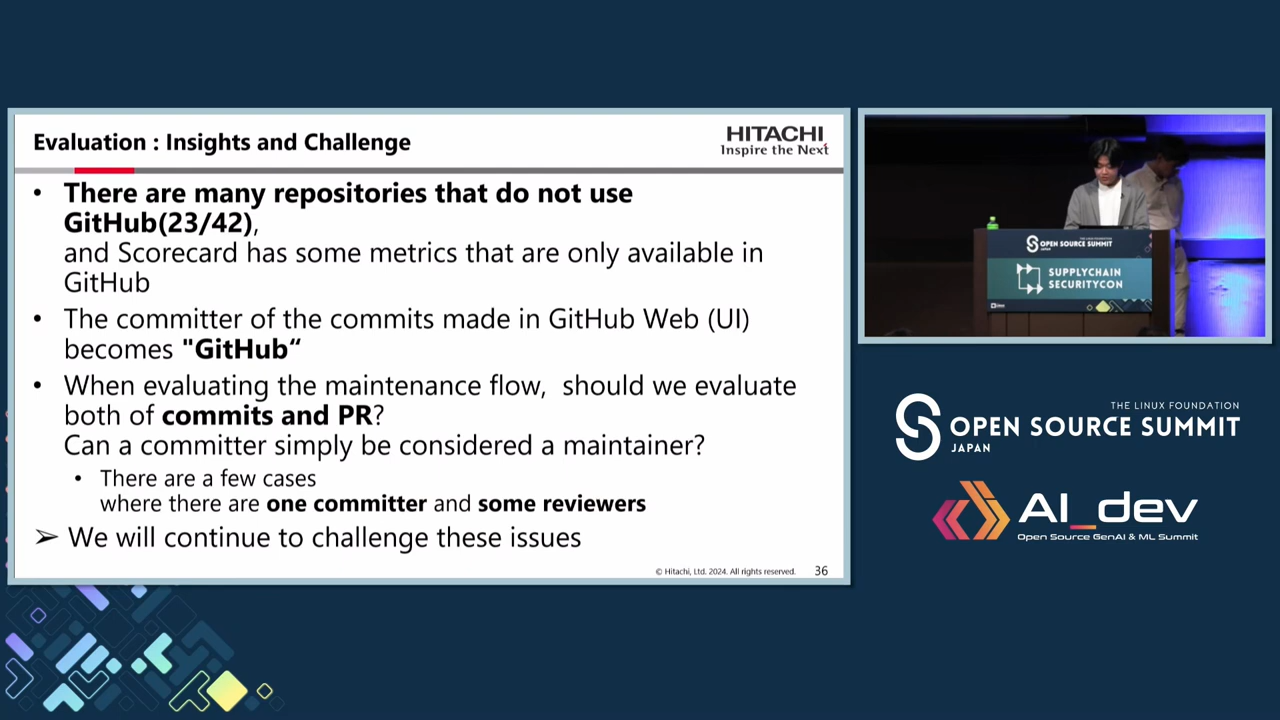 Evaluation : Insights and Challenge
HITACHI
Inspire the Next
• There are many repositories that do not use
GitHub(23/42),
and Scorecard has some metrics that are only available in
GitHub
• The committer of the commits made in GitHub Web (UI)
becomes "GitHub“
• When evaluating the maintenance flow,  should we evaluate
both of commits and PR?
Can a committer simply be considered a maintainer?
• There are a few cases
where there are one committer and some reviewers
➢ We will continue to challenge these issues
© Hitachi, Ltd. 2024. All rights reserved.
36
OPEN SOURCE SUMMIT
SUPPLYCHAIN
SECURITYCON
THE LINUX FOUNDATION
OPEN SOURCE SUMMIT
JAPAN
AI_dev
Open Source GenAI & ML Summit